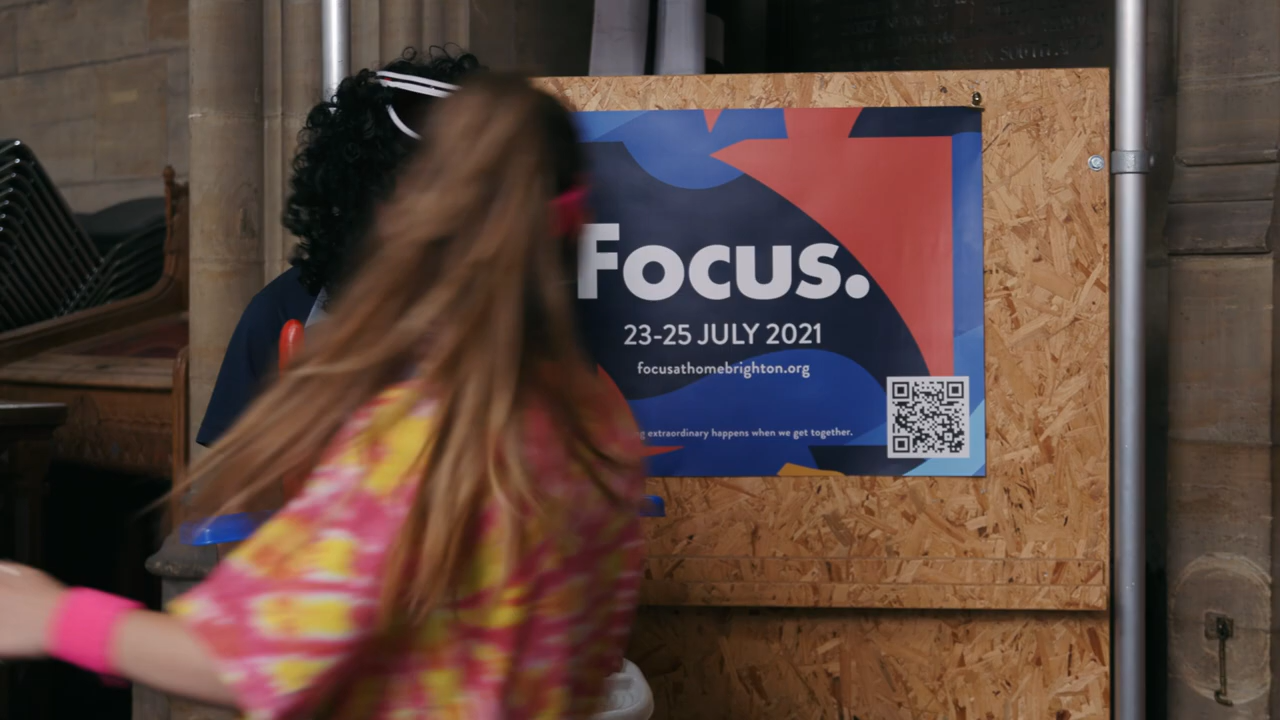 Focus.
23-25 JULY 2021
focusathomebrighton.org
extraordinary happens when we get together.